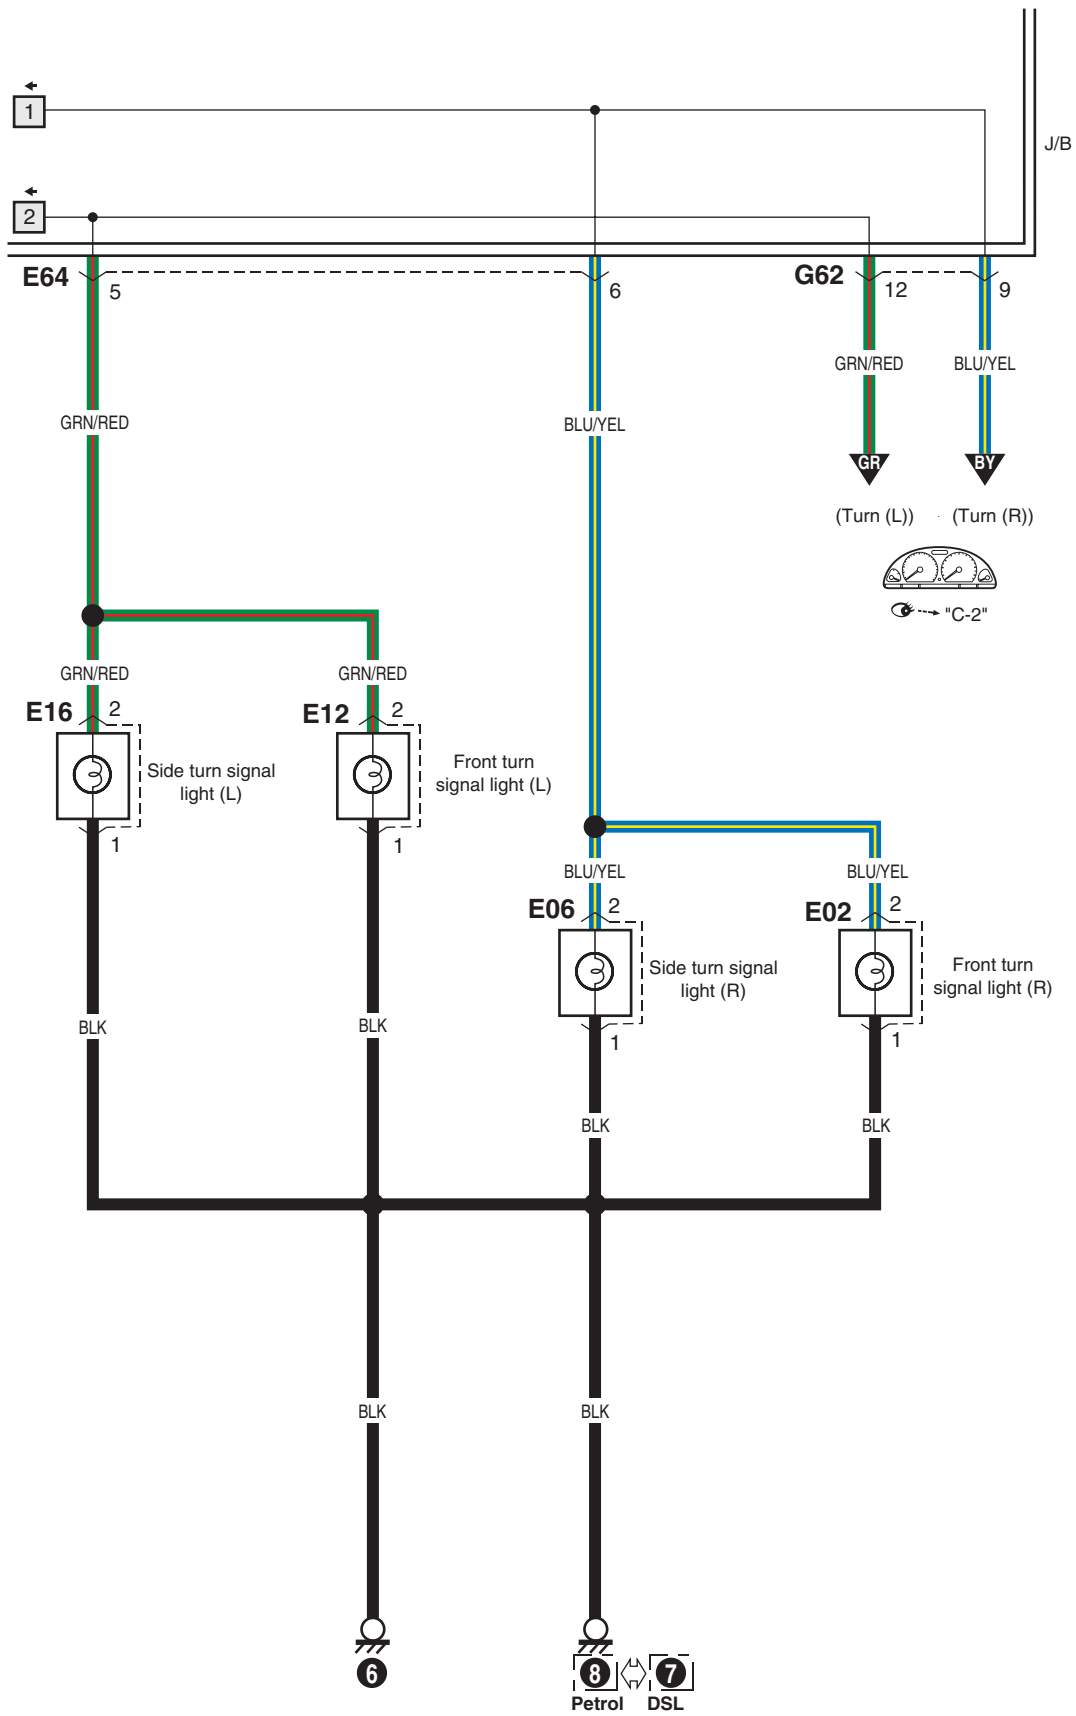 1
J/B
2
E64
5
6
G62
12
9
GRN/RED
BLU/YEL
GRN/RED
BLU/YEL
GR
BY
(Turn (L))
(Turn (R))
"C-2"
GRN/RED
GRN/RED
E16
2
E12
2
Side turn signal
light (L)
Front turn
signal light (L)
1
1
BLU/YEL
BLU/YEL
E06
2
E02
2
Side turn signal
light (R)
Front turn
signal light (R)
1
1
BLK
BLK
BLK
BLK
BLK
BLK
6
8
7
Petrol
DSL